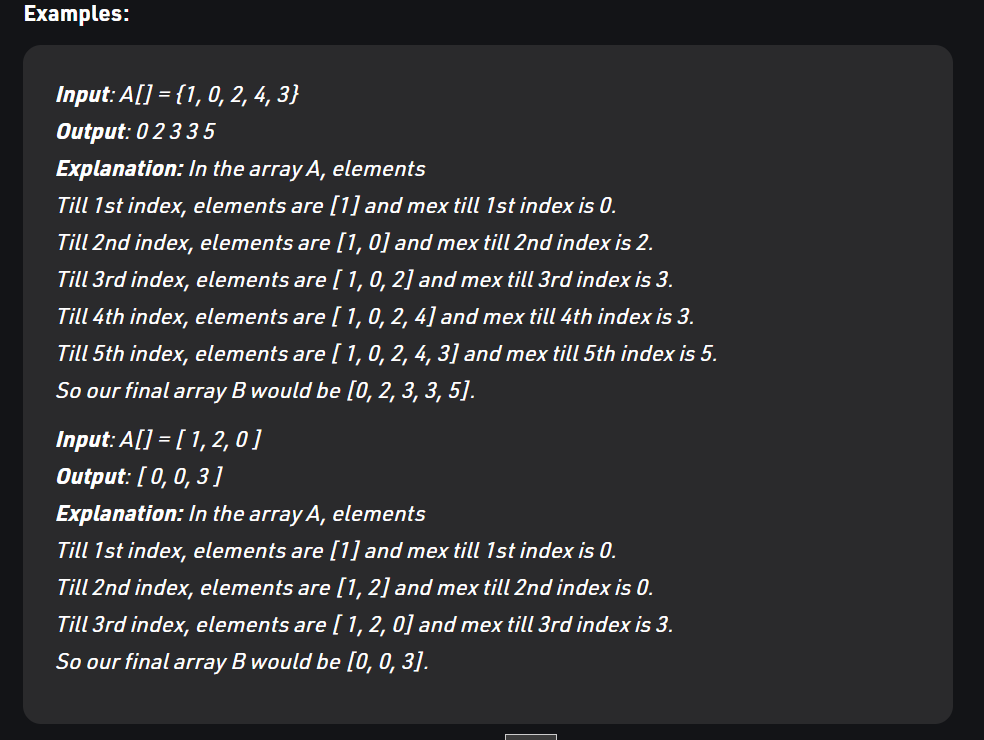 Examples:
Input: A[] = {1, 0, 2, 4, 3}
Output: 0 2 3 3 5
Explanation: In the array A, elements
Till 1st index, elements are [1] and mex till 1st index is 0.
Till 2nd index, elements are [1, 0] and mex till 2nd index is 2.
Till 3rd index, elements are [ 1, 0, 2] and mex till 3rd index is 3.
Till 4th index, elements are [ 1, 0, 2, 4] and mex till 4th index is 3.
Till 5th index, elements are [ 1, 0, 2, 4, 3] and mex till 5th index is 5.
So our final array B would be [0, 2, 3, 3, 5].
Input: A[] = [ 1, 2, 0 ]
Output: [ 0, 0, 3 ]
Explanation: In the array A, elements
Till 1st index, elements are [1] and mex till 1st index is 0.
Till 2nd index, elements are [1, 2] and mex till 2nd index is 0.
Till 3rd index, elements are [ 1, 2, 0] and mex till 3rd index is 3.
So our final array B would be [0, 0, 3].